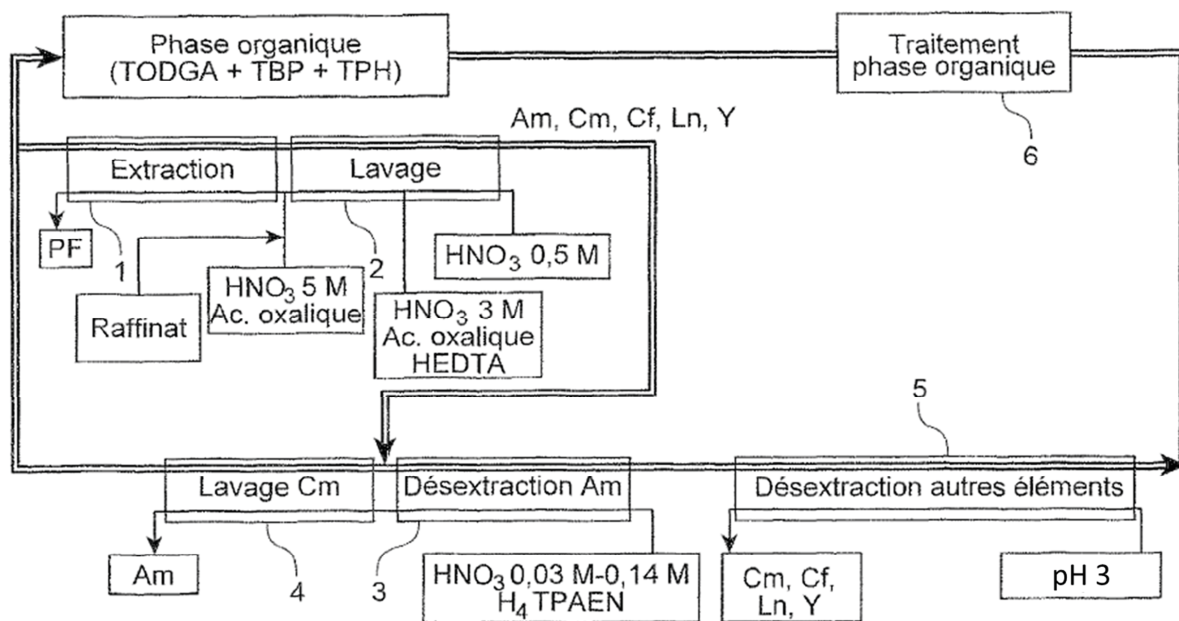 Phase organique
(TODGA + TBP + TPH)
Traitement
phase organique
6
Am, Cm, Cf, Ln, Y
Extraction
Lavage
PF
1
2
HNO3 0,5 M
Raffinat
HNO3 5 M
Ac. oxalique
HNO3 3 M
Ac. oxalique
HEDTA
5
Lavage Cm
Désextraction Am
Désextraction autres éléments
Am
4
3
HNO3 0,03 M-0,14 M
H4 TPAEN
Cm, Cf,
Ln, Y
pH 3